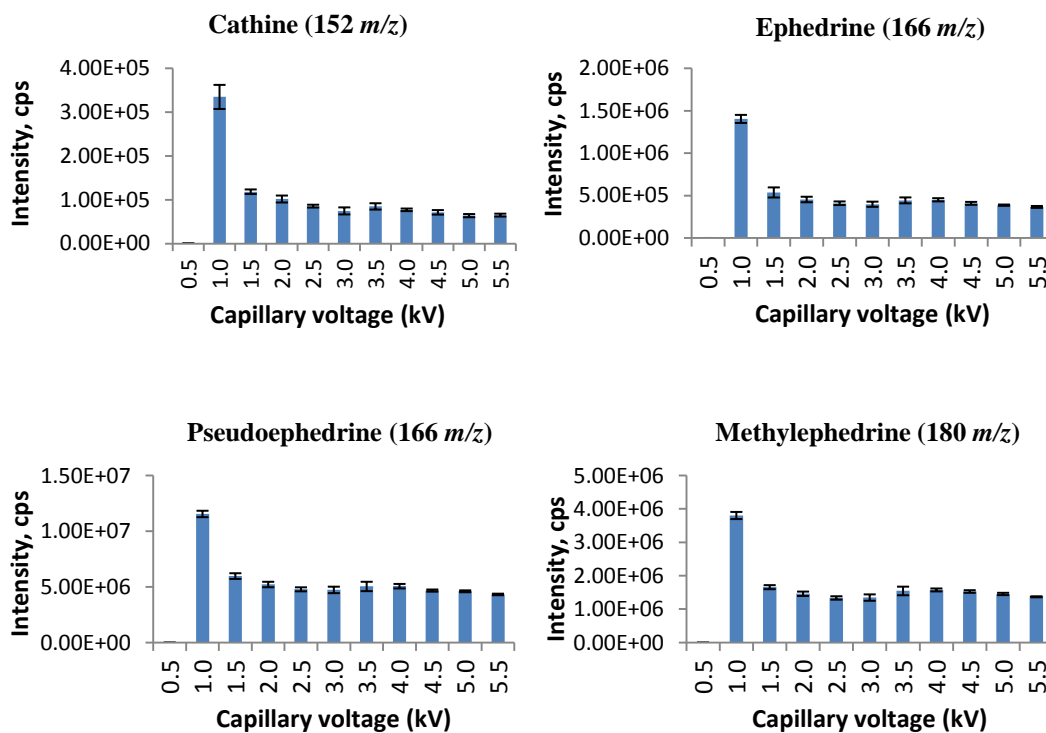 Cathine (152 m/z)
Intensity, cps
4.00E+05
3.00E+05
2.00E+05
1.00E+05
0.00E+00
0.5 1.0 1.5 2.0 2.5 3.0 3.5 4.0 4.5 5.0 5.5
Capillary voltage (kV)
Ephedrine (166 m/z)
Intensity, cps
2.00E+06
1.50E+06
1.00E+06
5.00E+05
0.00E+00
0.5 1.0 1.5 2.0 2.5 3.0 3.5 4.0 4.5 5.0 5.5
Capillary voltage (kV)
Pseudoephedrine (166 m/z)
Intensity, cps
1.50E+07
1.00E+07
5.00E+06
0.00E+00
0.5 1.0 1.5 2.0 2.5 3.0 3.5 4.0 4.5 5.0 5.5
Capillary voltage (kV)
Methylephedrine (180 m/z)
Intensity, cps
5.00E+06
4.00E+06
3.00E+06
2.00E+06
1.00E+06
0.00E+00
0.5 1.0 1.5 2.0 2.5 3.0 3.5 4.0 4.5 5.0 5.5
Capillary voltage (kV)